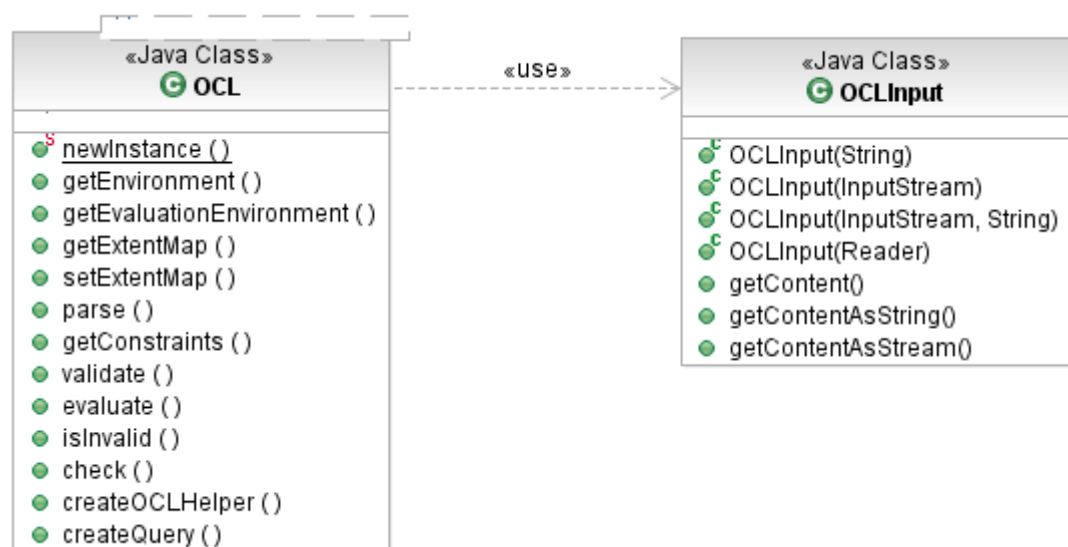 «Java Class»
C OCL
S newInstance ( )
getEnvironment ( )
getEvaluationEnvironment ( )
getExtentMap ( )
setExtentMap ( )
parse ( )
getConstraints ( )
validate ( )
evaluate ( )
isInvalid ( )
check ( )
createOCLHelper ( )
createQuery ( )
«use»
«Java Class»
C OCLInput
C OCLInput(String)
C OCLInput(InputStream)
C OCLInput(InputStream, String)
C OCLInput(Reader)
getContent()
getContentAsString()
getContentAsStream()